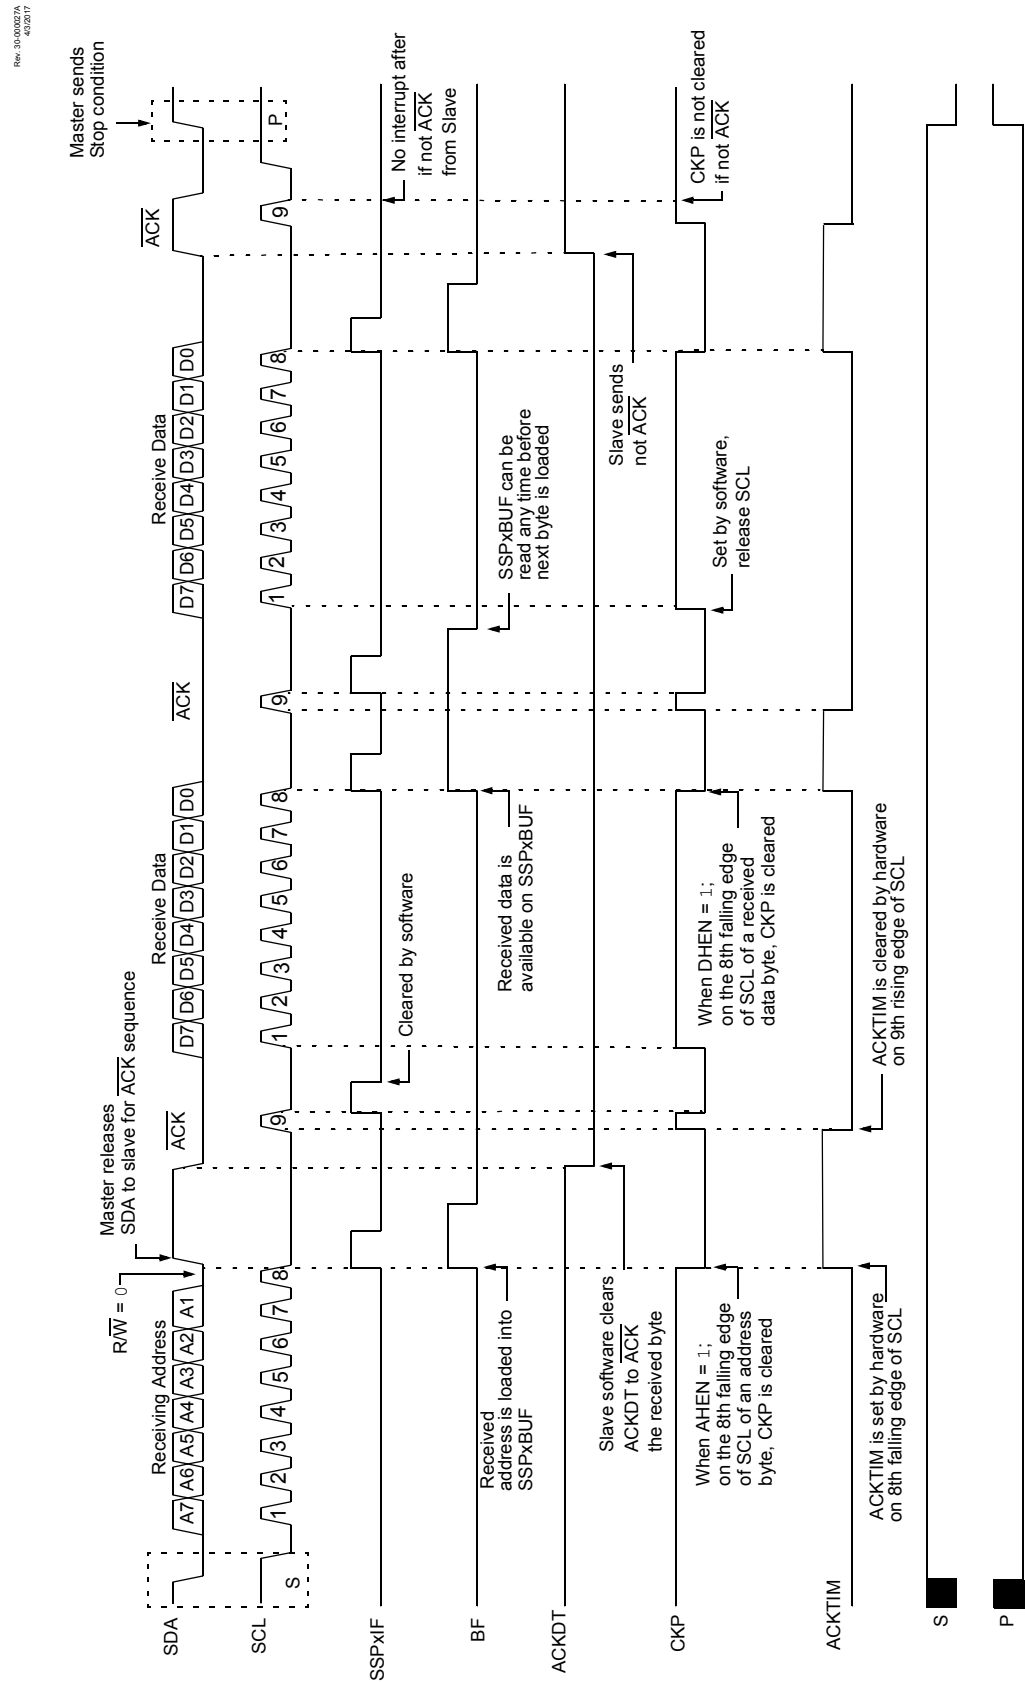 Rev. 30-000027A
4/3/2017
Master releases
SDA to slave for ACK sequence
Master sends
Stop condition
R/W = 0
Receiving Address
Receive Data
Receive Data
ACK
ACK
ACK
SDA
A7 A6 A5 A4 A3 A2 A1
D7 D6 D5 D4 D3 D2 D1 D0
D7 D6 D5 D4 D3 D2 D1 D0
SCL
S
1 2 3 4 5 6 7 8 9
1 2 3 4 5 6 7 8 9
1 2 3 4 5 6 7 8 9
P
SSPxIF
Cleared by software
No interrupt after
if not ACK
from Slave
BF
Received
address is loaded into
SSPxBUF
Received data is
available on SSPxBUF
SSPxBUF can be
read any time before
next byte is loaded
ACKDT
Slave software clears
ACKDT to ACK
the received byte
Slave sends
not ACK
CKP
When AHEN = 1;
on the 8th falling edge
of SCL of an address
byte, CKP is cleared
When DHEN = 1;
on the 8th falling edge
of SCL of a received
data byte, CKP is cleared
Set by software,
release SCL
CKP is not cleared
if not ACK
ACKTIM
ACKTIM is set by hardware
on 8th falling edge of SCL
ACKTIM is cleared by hardware
on 9th rising edge of SCL
S
P